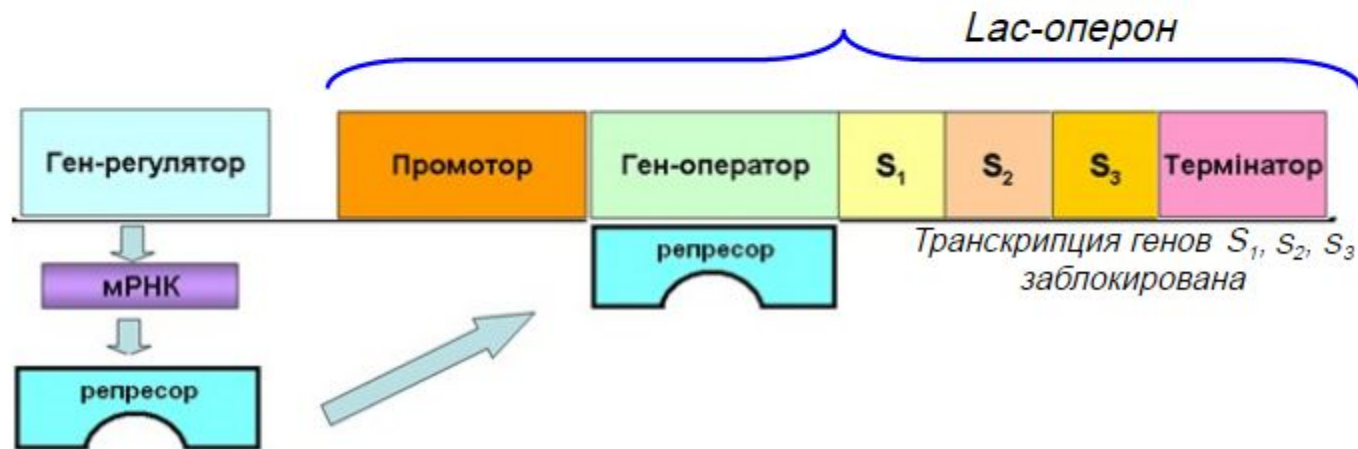 Lac-оперон
Ген-регулятор
Промотор
Ген-оператор
S₁
S₂
S₃
Термінатор
мРНК
репресор
репресор
Транскрипция генов S₁, S₂, S₃
заблокирована